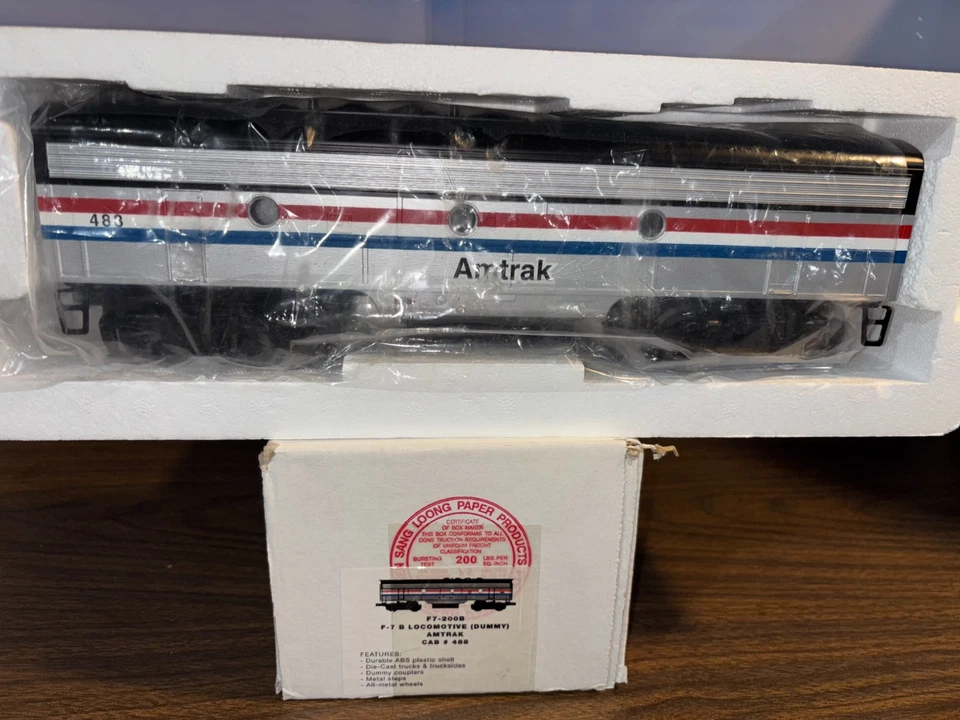 483
Amtrak
N SANG LOONG PAPER PRODUCTS
CERTIFICATE
OF BOX MAKER
THIS BOX CONFORMAS TO ALL
CONSTRUCTION REQUIREMENTS
OF UNIFORM FREIGHT
CLASSIFICATION
BURSTING TEST 200 LBS. PER SQ. INCH
F7-200B
F-7 B LOCOMOTIVE (DUMMY)
AMTRAK
CAB # 488
FEATURES:
- Durable ABS plastic shell
- Die-Cast trucks & trucksides
- Dummy couplers
- Metal steps
- All-metal wheels